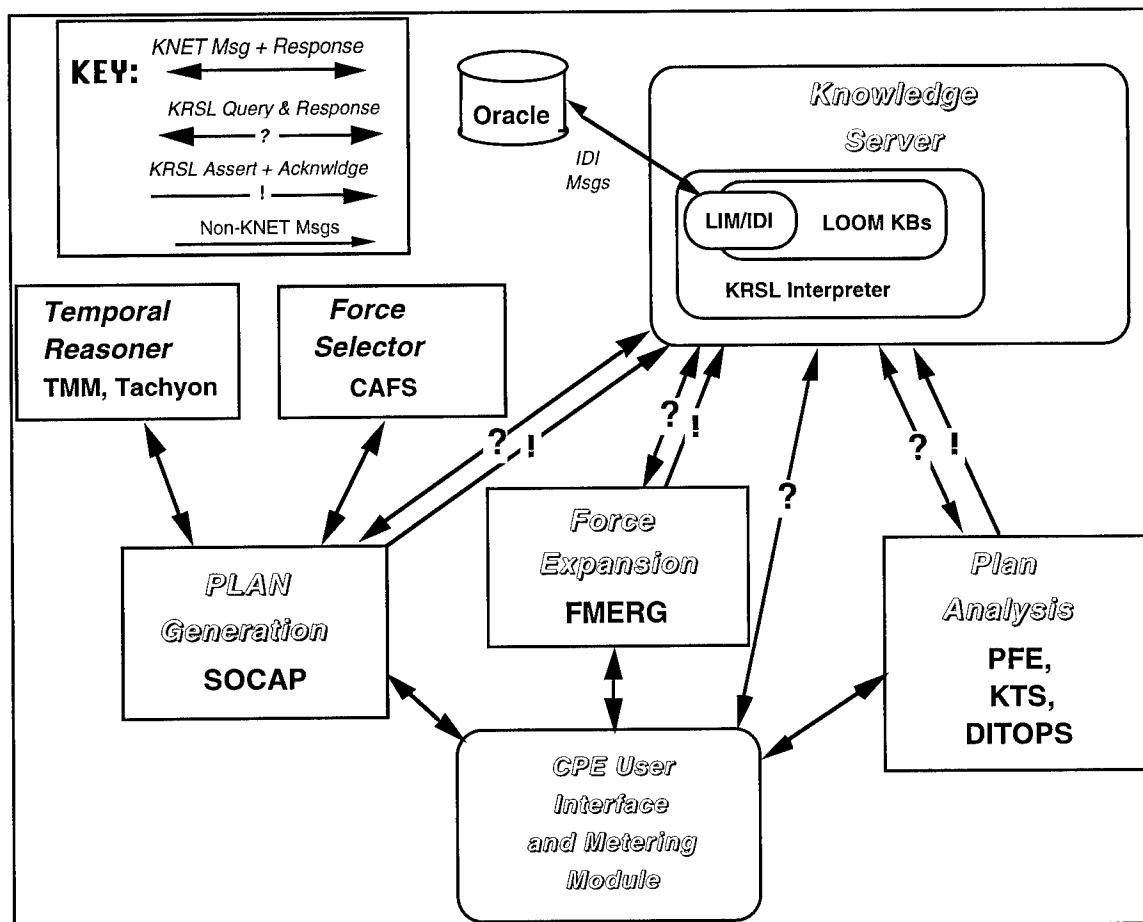 KEY:
KNET Msg + Response
KRSL Query & Response
?
KRSL Assert + Acknwldge
!
Non-KNET Msgs
Oracle
IDI
Msgs
Knowledge
Server
LIM/IDI
LOOM KBs
KRSL Interpreter
Temporal
Reasoner
TMM, Tachyon
Force
Selector
CAFS
?
!
?
!
?
?
!
PLAN
Generation
SOCAP
Force
Expansion
FMERG
Plan
Analysis
PFE,
KTS,
DITOPS
CPE User
Interface
and Metering
Module